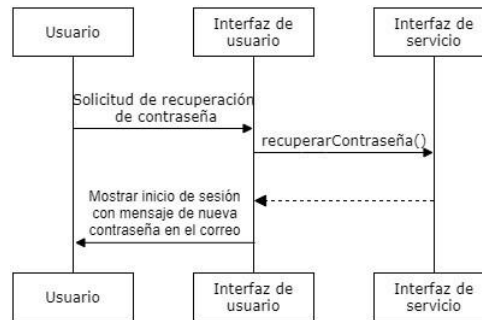 Usuario
Interfaz de
usuario
Interfaz de
servicio
Solicitud de recuperación
de contraseña
recuperarContraseña()
Mostrar inicio de sesión
con mensaje de nueva
contraseña en el correo
Usuario
Interfaz de
usuario
Interfaz de
servicio